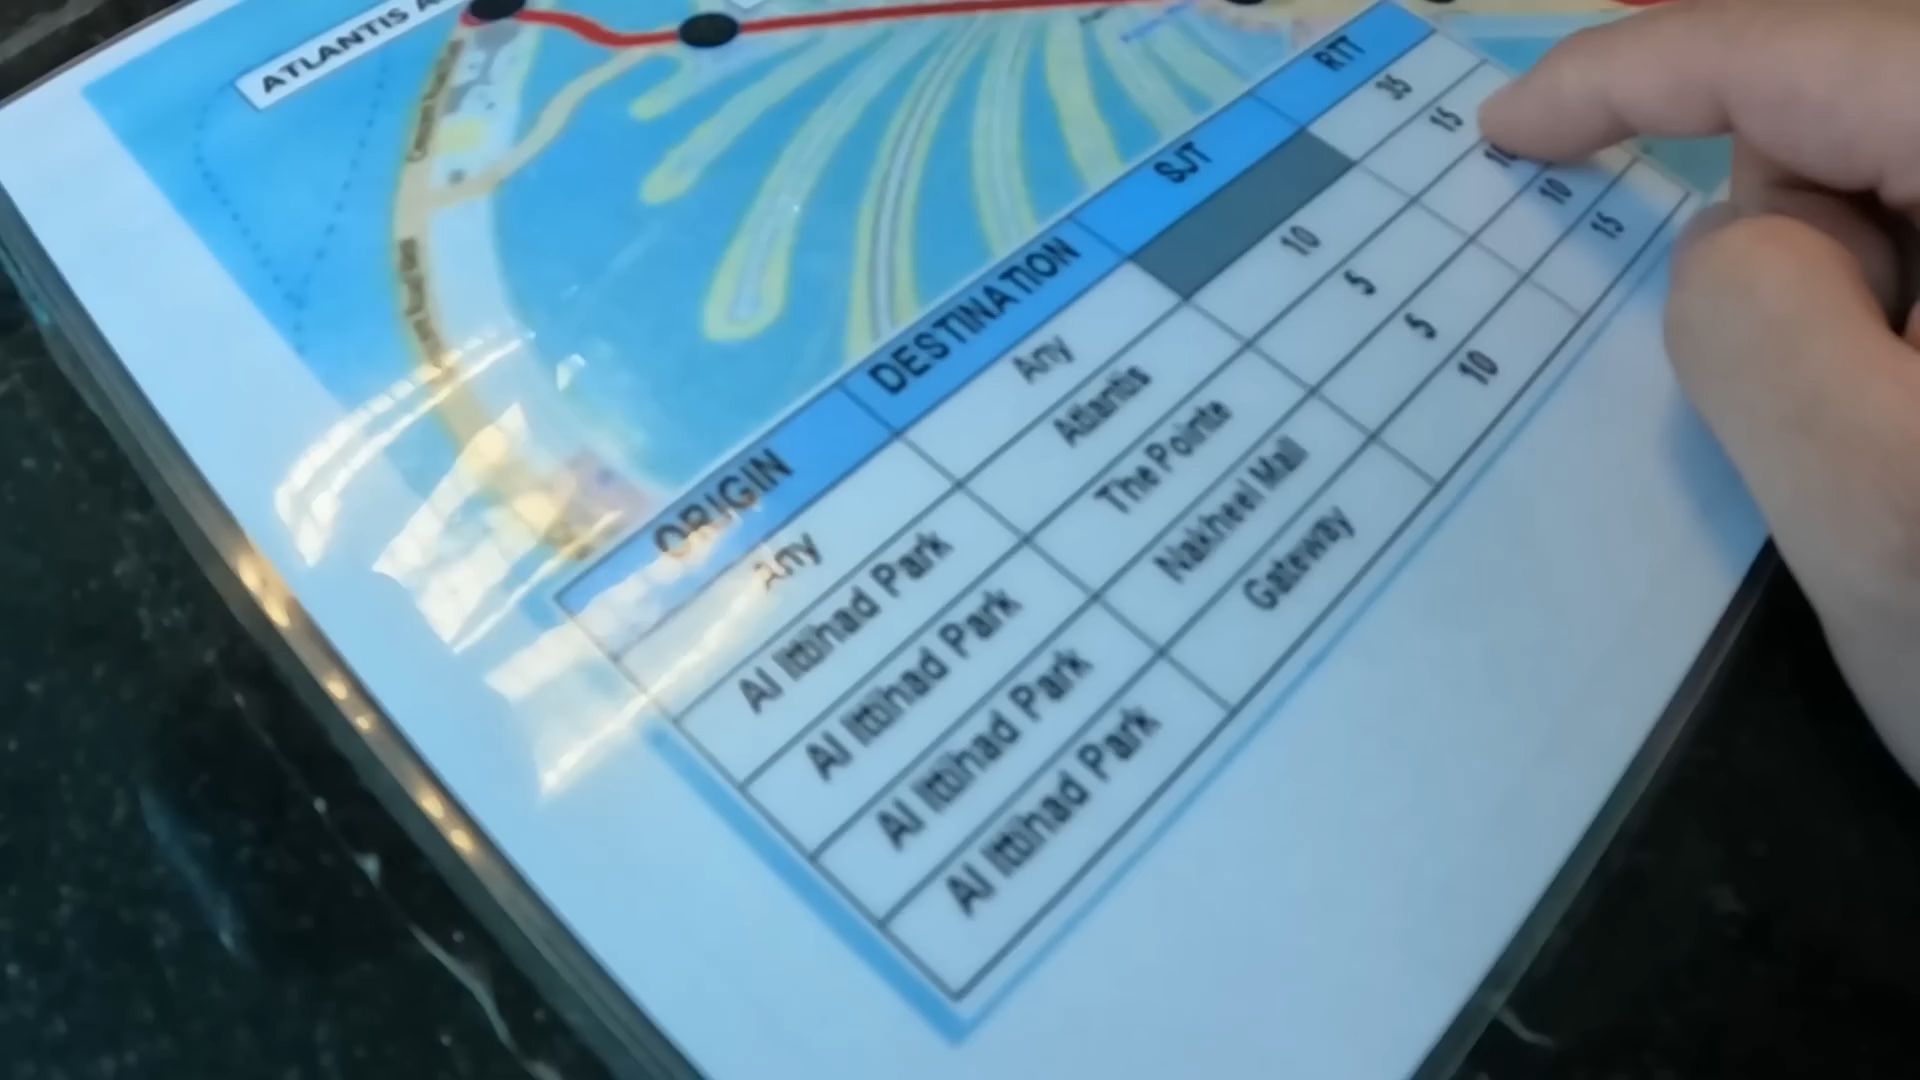 ATLANTIS
ORIGIN DESTINATION SJT RTT
Any Any 35
Al Ittihad Park Atlantis 10 15
Al Ittihad Park The Pointe 5 10
Al Ittihad Park Nakheel Mall 5 10
Al Ittihad Park Gateway 10 15